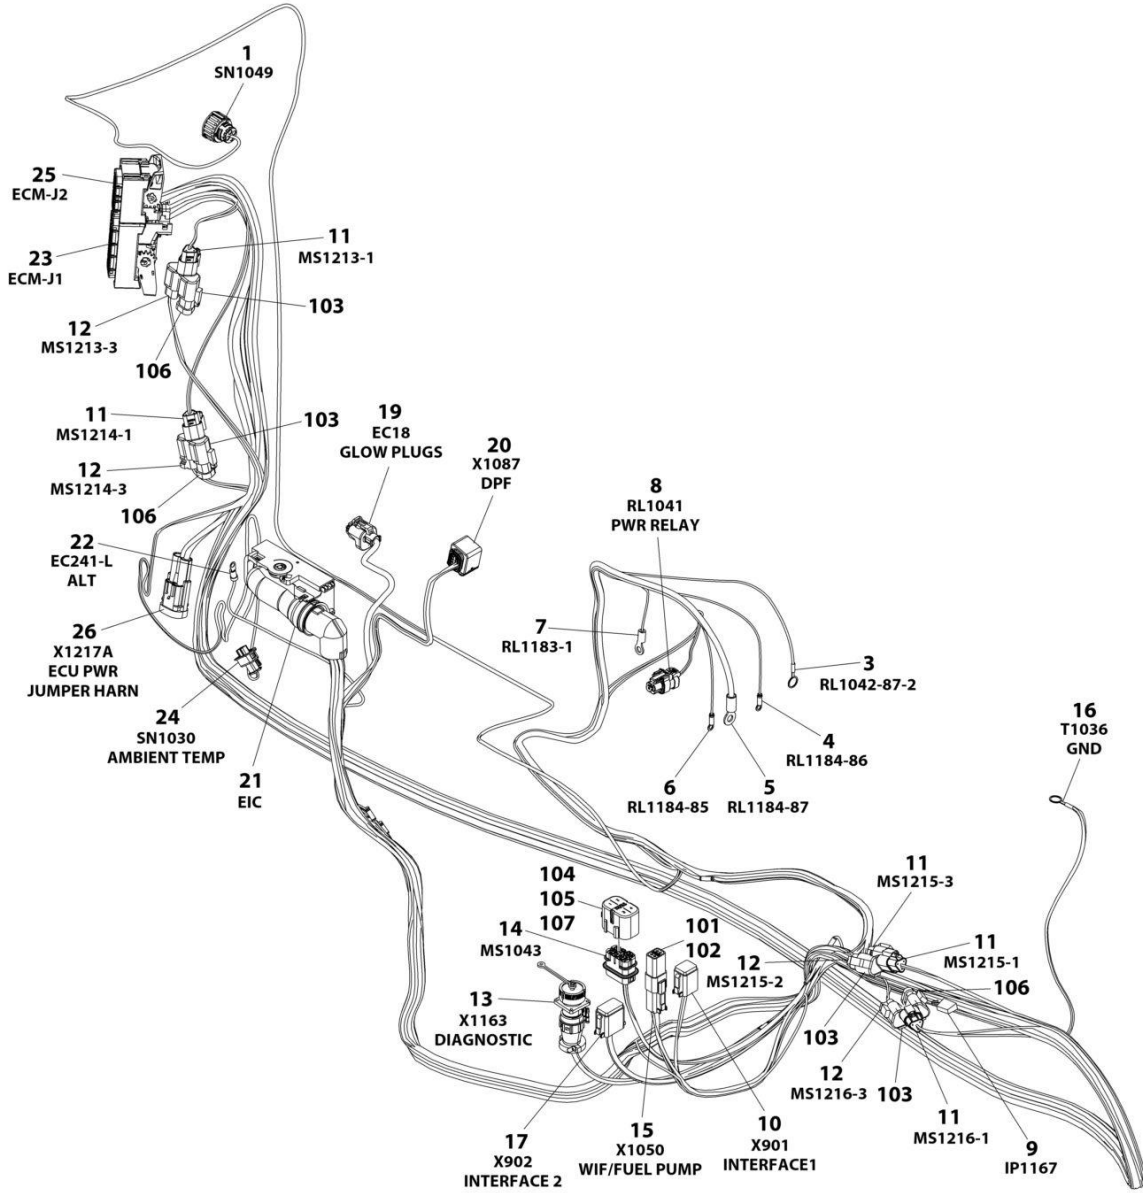 1
SN1049
25
ECM-J2
23
ECM-J1
11
MS1213-1
103
12
MS1213-3
106
11
MS1214-1
103
12
MS1214-3
106
19
EC18
GLOW PLUGS
20
X1087
DPF
8
RL1041
PWR RELAY
22
EC241-L
ALT
26
X1217A
ECU PWR
JUMPER HARN
24
SN1030
AMBIENT TEMP
21
EIC
7
RL1183-1
3
RL1042-87-2
4
RL1184-86
6
RL1184-85
5
RL1184-87
16
T1036
GND
104
105
107
14
MS1043
101
102
13
X1163
DIAGNOSTIC
12
MS1215-2
11
MS1215-3
11
MS1215-1
106
103
12
MS1216-3
103
11
MS1216-1
9
IP1167
17
X902
INTERFACE 2
15
X1050
WIF/FUEL PUMP
10
X901
INTERFACE1